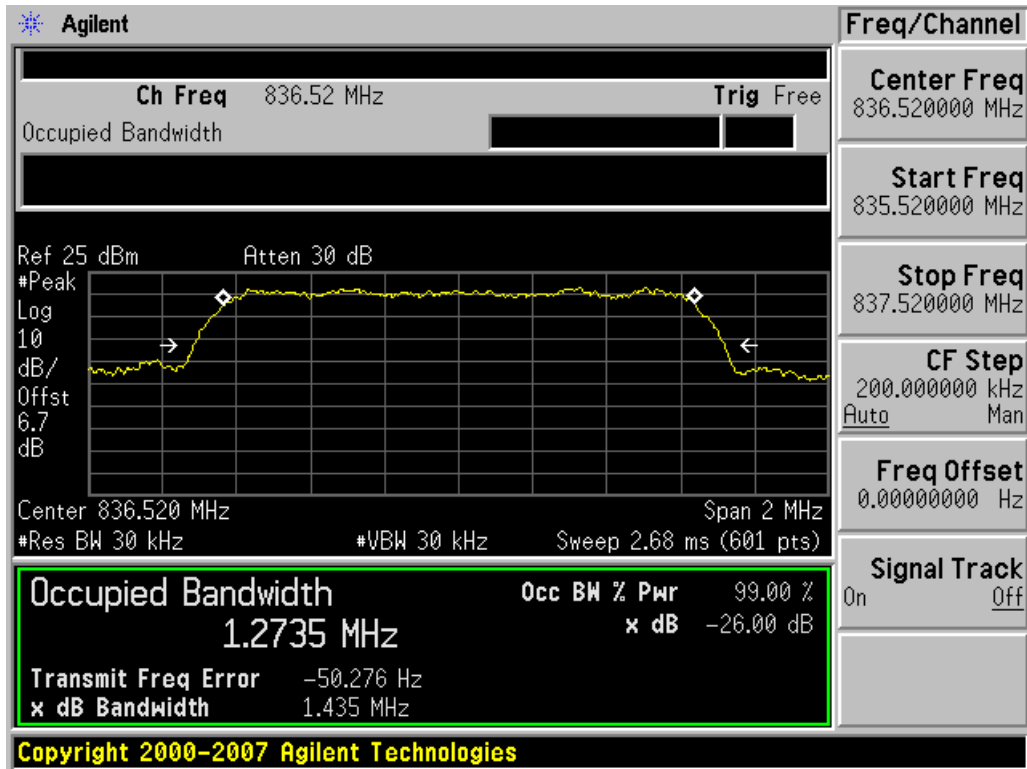 Agilent
Freq/Channel
Ch Freq 836.52 MHz Trig Free
Occupied Bandwidth
Center Freq
836.520000 MHz
Start Freq
835.520000 MHz
Stop Freq
837.520000 MHz
CF Step
200.000000 kHz
Auto Man
Freq Offset
0.00000000 Hz
Signal Track
On Off
Ref 25 dBm Atten 30 dB
#Peak
Log
10
dB/
Offst
6.7
dB
Center 836.520 MHz Span 2 MHz
#Res BW 30 kHz #VBW 30 kHz Sweep 2.68 ms (601 pts)
Occupied Bandwidth Occ BW % Pwr 99.00 %
1.2735 MHz x dB -26.00 dB
Transmit Freq Error -50.276 Hz
x dB Bandwidth 1.435 MHz
Copyright 2000-2007 Agilent Technologies